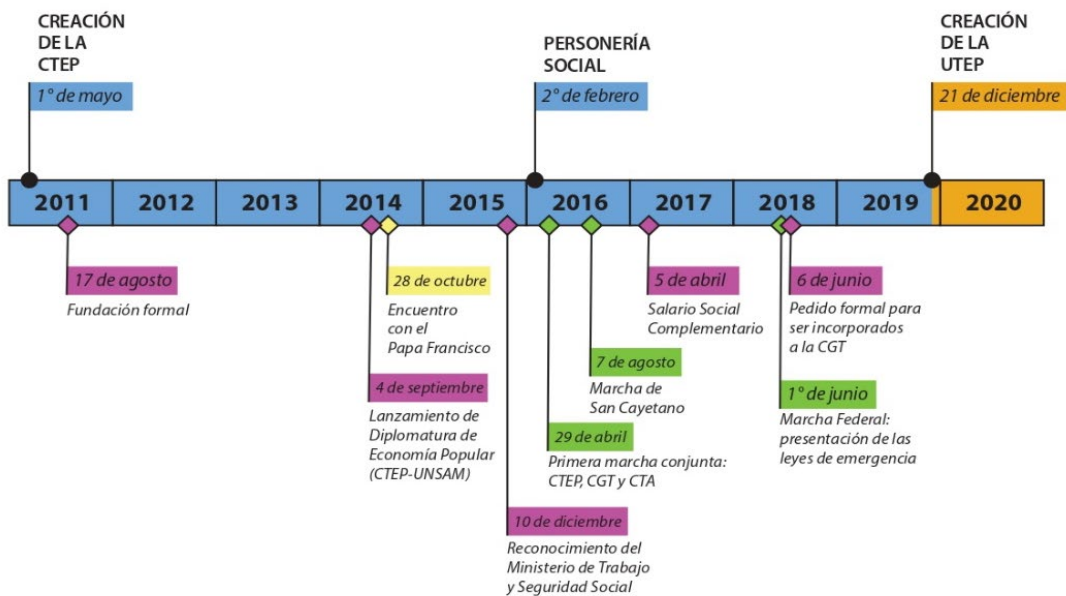 CREACIÓN
DE LA
CTEP
1° de mayo
PERSONERÍA
SOCIAL
2° de febrero
CREACIÓN
DE LA
UTEP
21 de diciembre
2011
2012
2013
2014
2015
2016
2017
2018
2019
2020
17 de agosto
Fundación formal
28 de octubre
Encuentro
con el
Papa Francisco
4 de septiembre
Lanzamiento de
Diplomatura de
Economía Popular
(CTEP-UNSAM)
10 de diciembre
Reconocimiento del
Ministerio de Trabajo
y Seguridad Social
29 de abril
Primera marcha conjunta:
CTEP, CGT y CTA
7 de agosto
Marcha de
San Cayetano
5 de abril
Salario Social
Complementario
6 de junio
Pedido formal para
ser incorporados
a la CGT
1° de junio
Marcha Federal:
presentación de las
leyes de emergencia